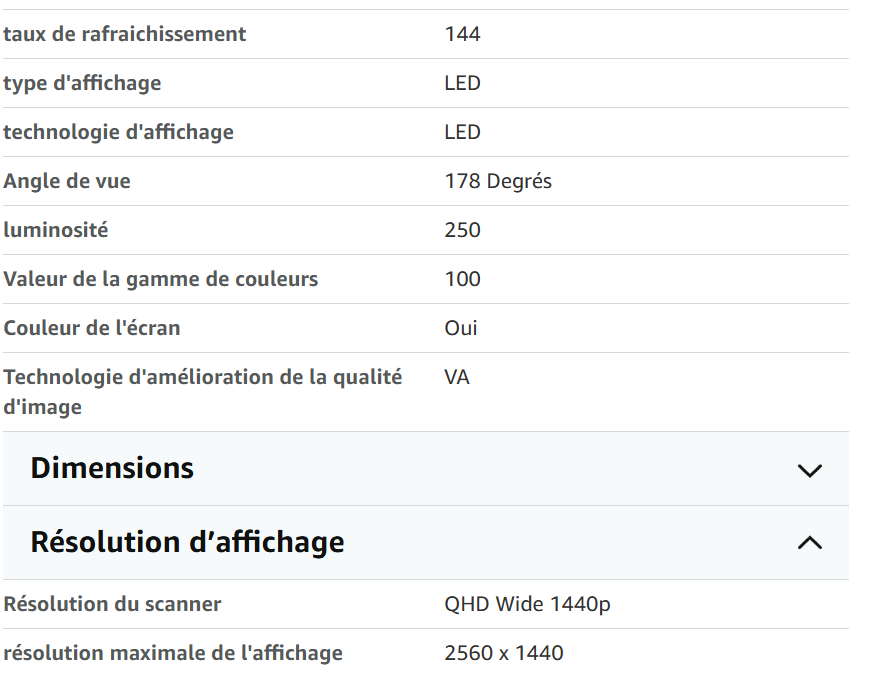 taux de rafraichissement 144
type d'affichage LED
technologie d'affichage LED
Angle de vue 178 Degrés
luminosité 250
Valeur de la gamme de couleurs 100
Couleur de l'écran Oui
Technologie d'amélioration de la qualité VA
d'image
Dimensions
Résolution d’affichage
Résolution du scanner QHD Wide 1440p
résolution maximale de l'affichage 2560 x 1440